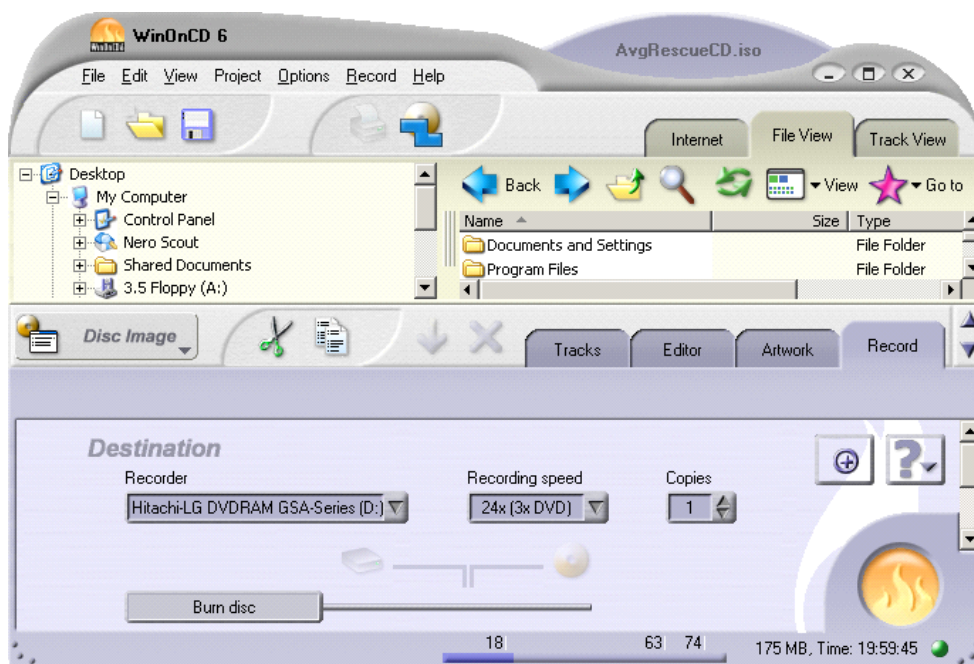 WinOnCD 6
AvgRescueCD.iso
File Edit View Project Options Record Help
Internet File View Track View
Desktop
My Computer
Control Panel
Nero Scout
Shared Documents
3.5 Floppy (A:)
Back View Go to
Name Size Type
Documents and Settings File Folder
Program Files File Folder
Disc Image
Tracks Editor Artwork Record
Destination
Recorder Recording speed Copies
Hitachi-LG DVDRAM GSA-Series (D:) 24x (3x DVD) 1
Burn disc
18 63 74
175 MB, Time: 19:59:45